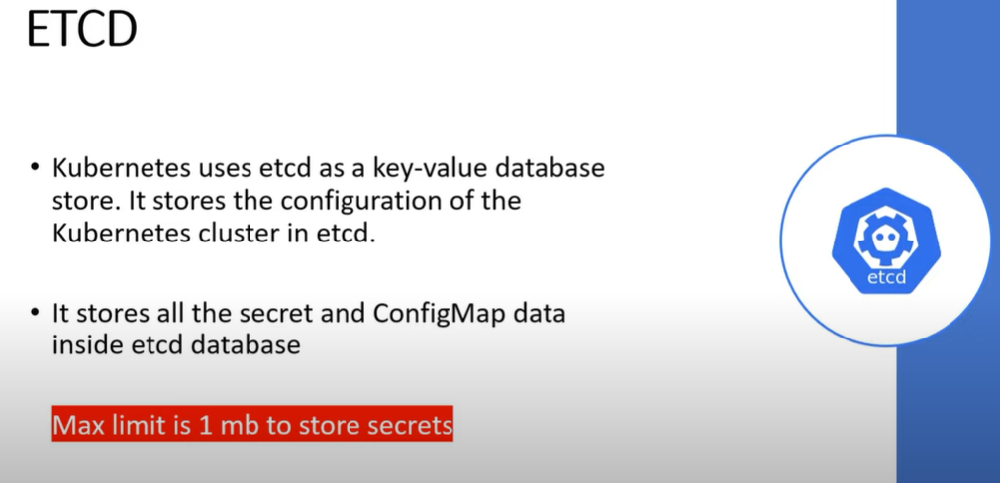 ETCD
• Kubernetes uses etcd as a key-value database
store. It stores the configuration of the
Kubernetes cluster in etcd.
• It stores all the secret and ConfigMap data
inside etcd database
Max limit is 1 mb to store secrets
etcd